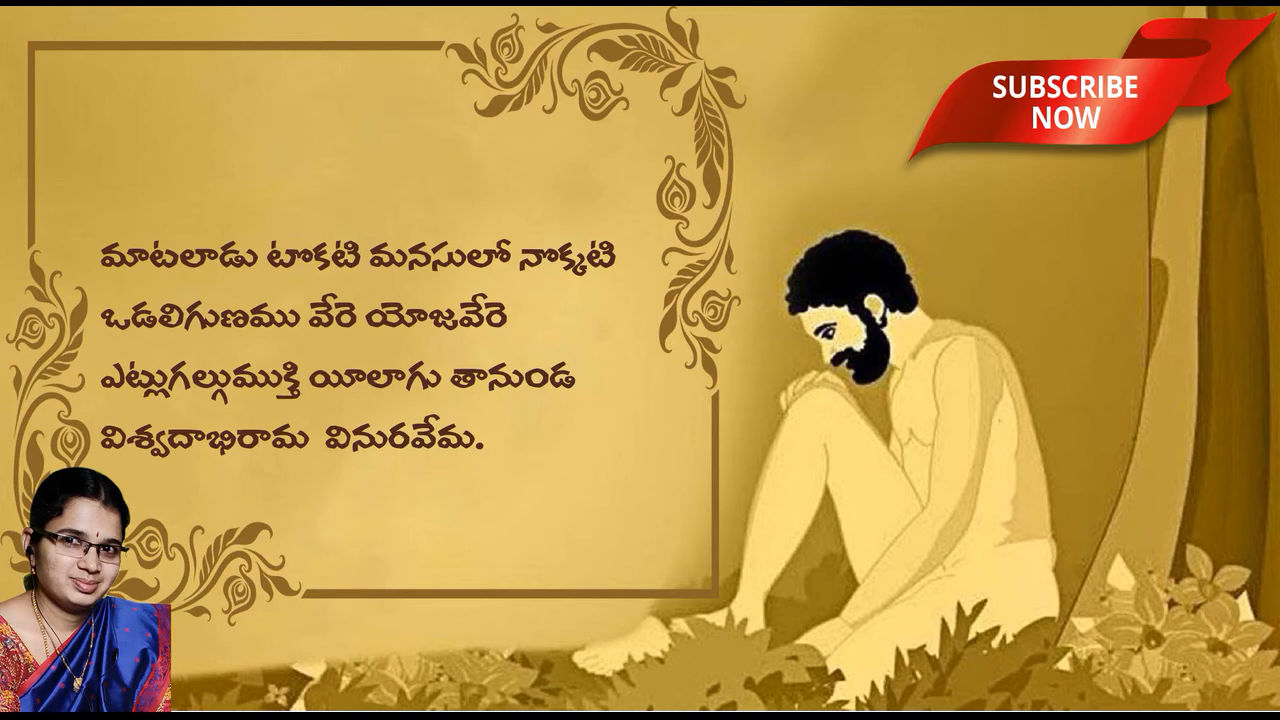 మాటలాడు టొకటి మనసులో నొక్కటి
ఒడలిగుణము వేరె యోజవేరె
ఎట్లుగల్గుముక్తి యీలాగు తానుండ
విశ్వదాభిరామ వినురవేమ.
SUBSCRIBE
NOW